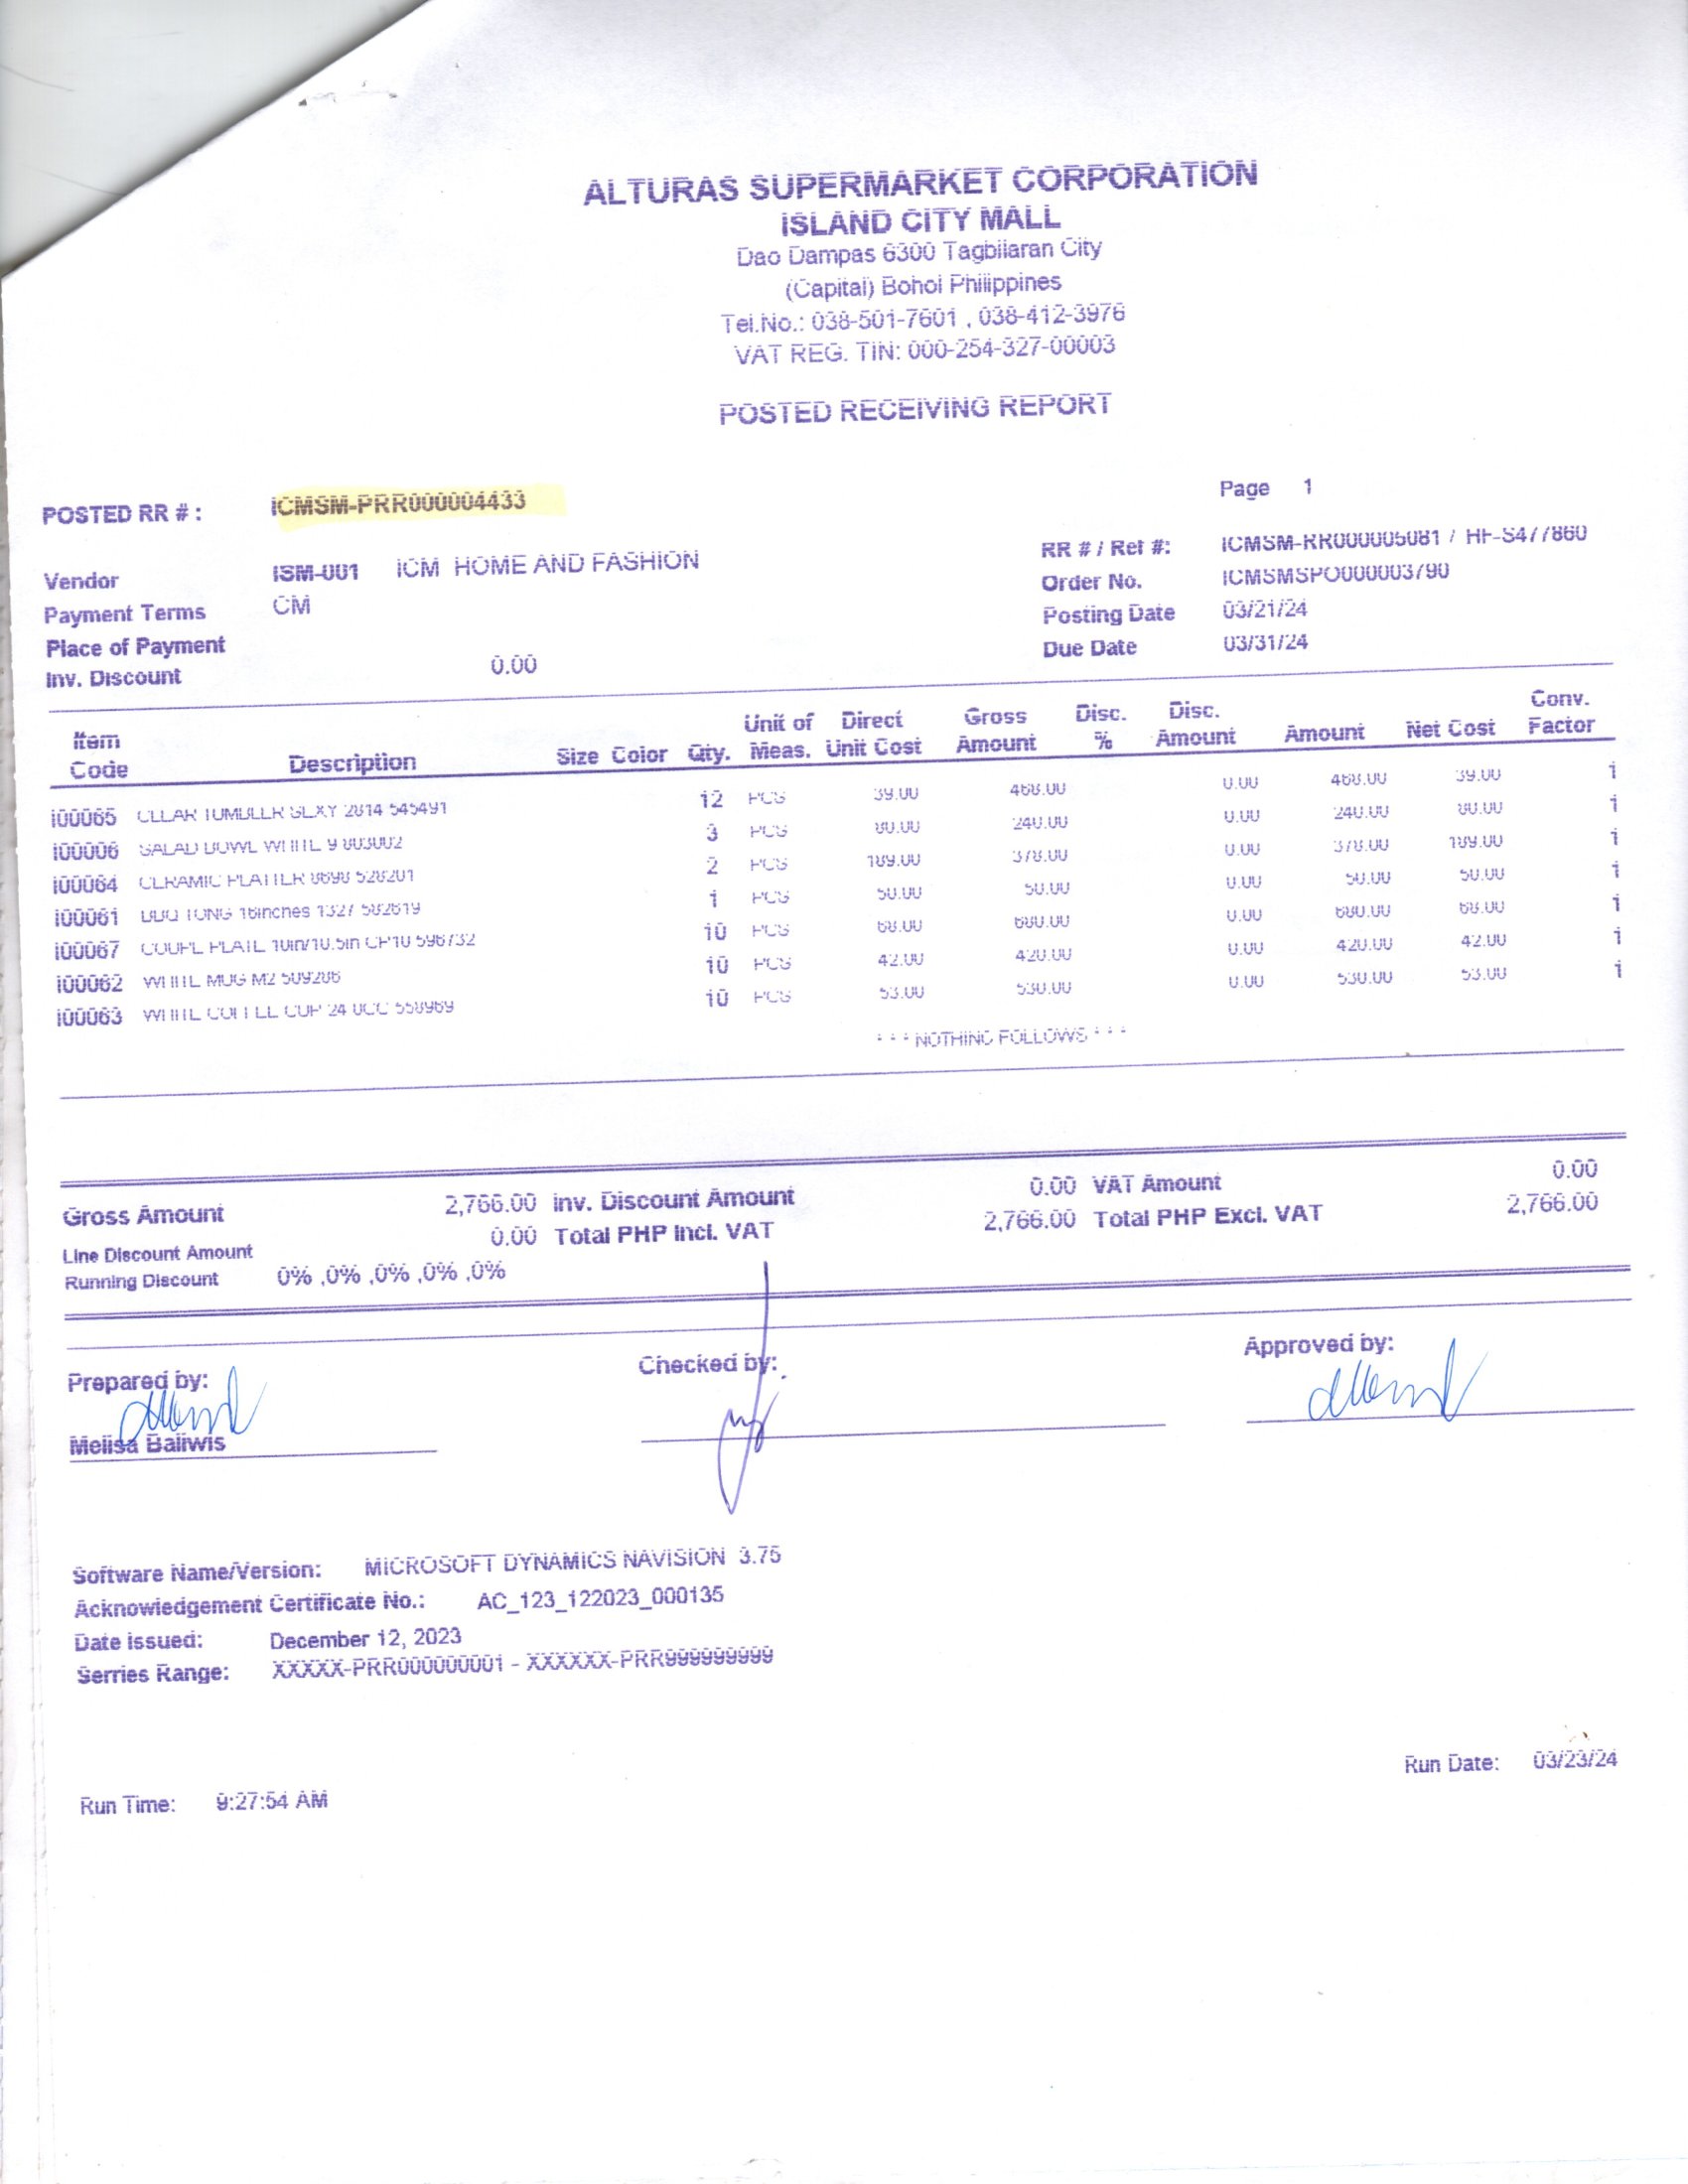 ALTURAS SUPERMARKET CORPORATION
ISLAND CITY MALL
Dao Dampas 6300 Tagbilaran City
(Capital) Bohol Philippines
Tel.No.: 038-501-7601 , 038-412-3976
VAT REG. TIN: 000-254-327-00003
POSTED RECEIVING REPORT
Page 1
POSTED RR # : ICMSM-PRR000004433
RR # / Ref #: ICMSM-RR000005081 / HF-S477860
Vendor ISM-001 ICM HOME AND FASHION
Order No. ICMSMSPO000003790
Payment Terms CM
Posting Date 03/21/24
Place of Payment
Due Date 03/31/24
Inv. Discount 0.00
Item Code Description Size Color Qty. Unit of Meas. Direct Unit Cost Gross Amount Disc. % Disc. Amount Amount Net Cost Conv. Factor
100065 CLEAR TUMBLER SLXY 2814 545491 12 PCS 39.00 468.00 0.00 468.00 39.00 1
100006 SALAD BOWL WHITE 9 803002 3 PCS 80.00 240.00 0.00 240.00 80.00 1
100064 CERAMIC PLATTER 8698 528201 2 PCS 189.00 378.00 0.00 378.00 189.00 1
100061 BBQ TONG 16inches 1327 582619 1 PCS 50.00 50.00 0.00 50.00 50.00 1
100067 COUPE PLATE 10in/10.5in CP10 596732 10 PCS 68.00 680.00 0.00 680.00 68.00 1
100062 WHITE MUG M2 509286 10 PCS 42.00 420.00 0.00 420.00 42.00 1
100063 WHITE COFFEE CUP 24 558969 10 PCS 53.00 530.00 0.00 530.00 53.00 1
* * * NOTHING FOLLOWS * * *
Gross Amount 2,766.00 Inv. Discount Amount 0.00 VAT Amount 0.00
Line Discount Amount 0.00 Total PHP Incl. VAT 2,766.00 Total PHP Excl. VAT 2,766.00
Running Discount 0% ,0% ,0% ,0% ,0%
Prepared by: Checked by: Approved by:
Melisa Baliwis
Software Name/Version: MICROSOFT DYNAMICS NAVISION 3.75
Acknowledgement Certificate No.: AC_123_122023_000135
Date Issued: December 12, 2023
Serries Range: XXXXX-PRR000000001 - XXXXXX-PRR999999999
Run Date: 03/23/24
Run Time: 9:27:54 AM